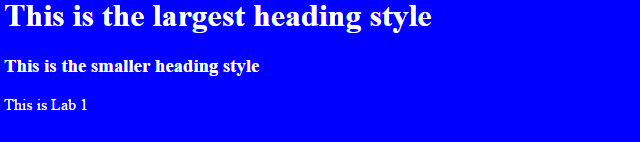 This is the largest heading style
This is the smaller heading style
This is Lab 1